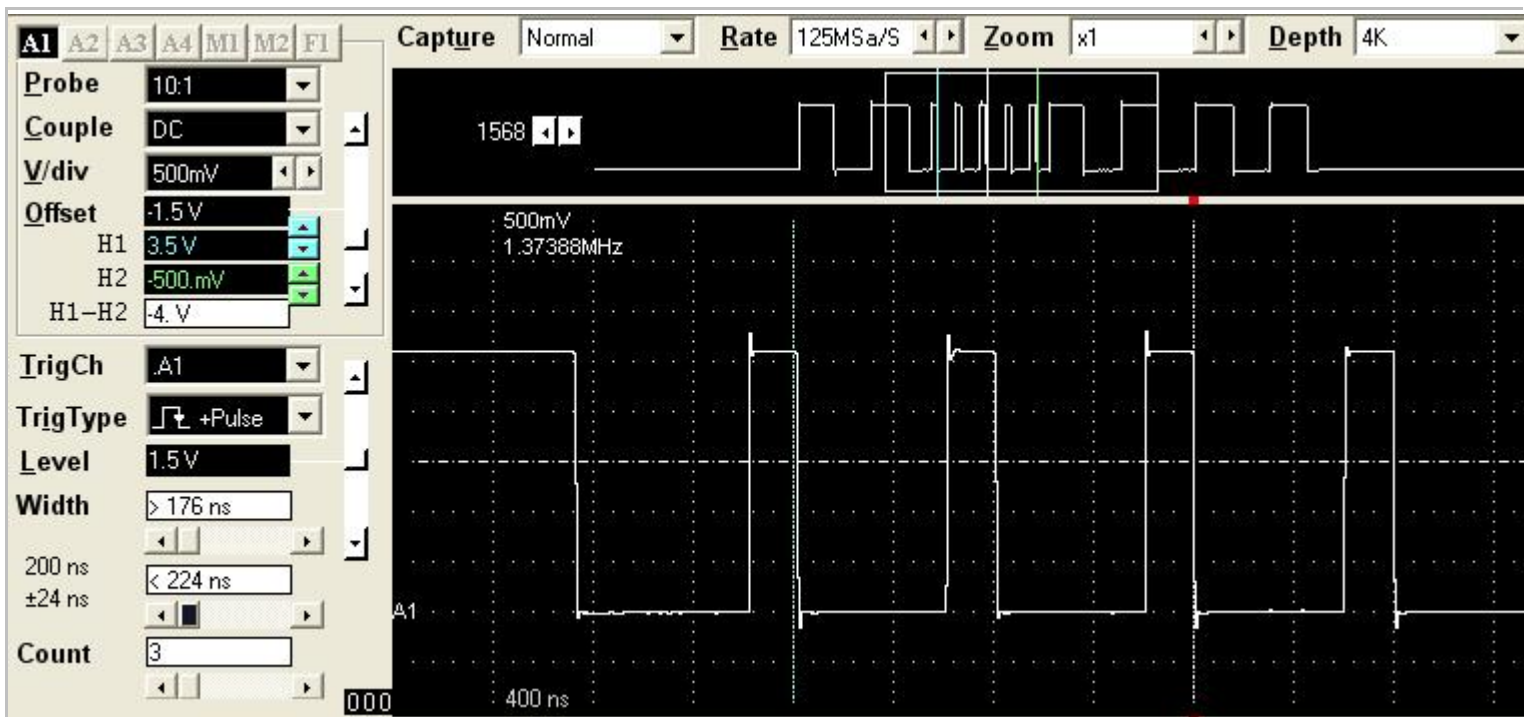 A1 A2 A3 A4 M1 M2 F1
Capture Normal Rate 125MSa/S Zoom x1 Depth 4K
Probe 10:1
Couple DC
V/div 500mV
Offset -1.5 V
H1 3.5 V
H2 -500.mV
H1-H2 -4. V
1568
500mV
1.37388MHz
TrigCh .A1
TrigType +Pulse
Level 1.5 V
Width > 176 ns
200 ns
±24 ns
< 224 ns
Count 3
A1
000
400 ns